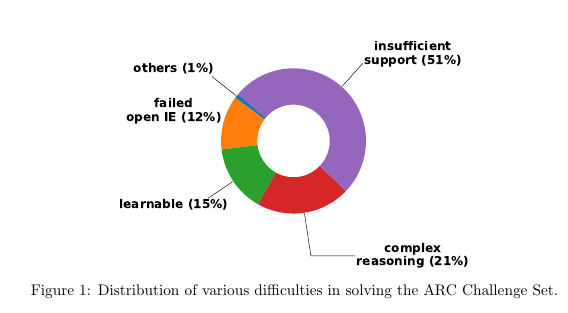 insufficient
support (51%)
others (1%)
failed
open IE (12%)
learnable (15%)
complex
reasoning (21%)
Figure 1: Distribution of various difficulties in solving the ARC Challenge Set.